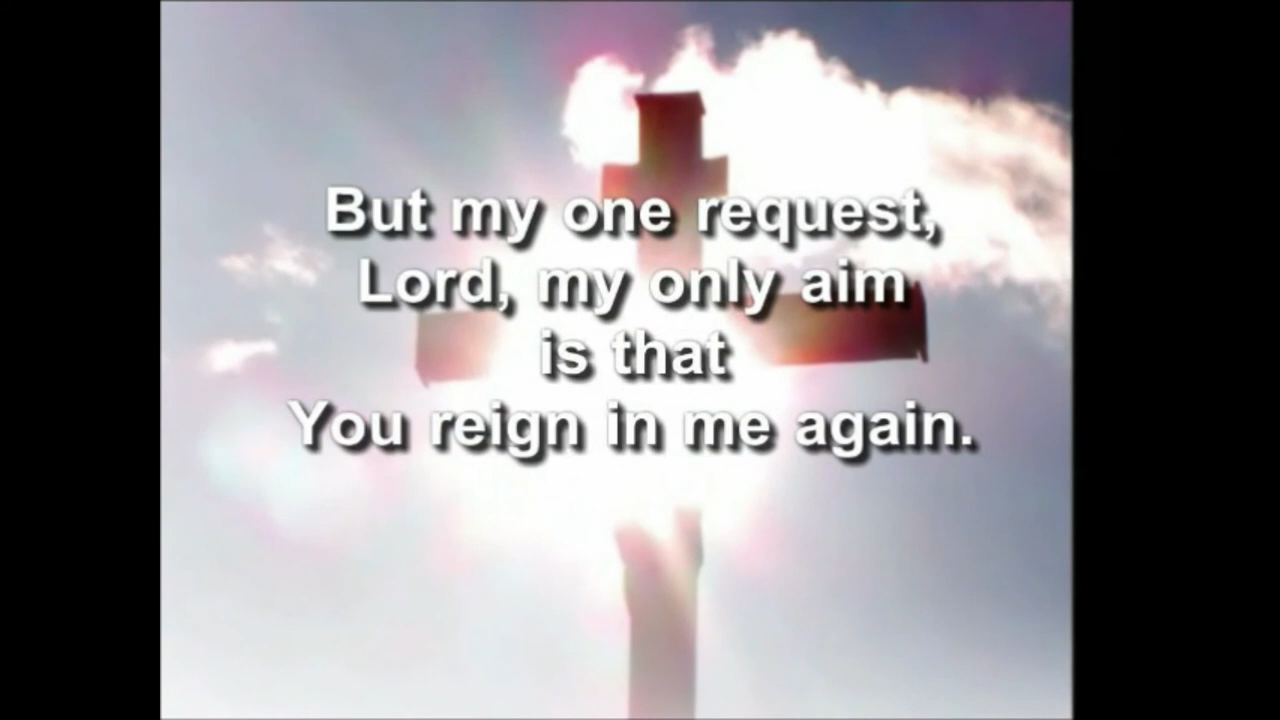 But my one request,
Lord, my only aim
is that
You reign in me again.